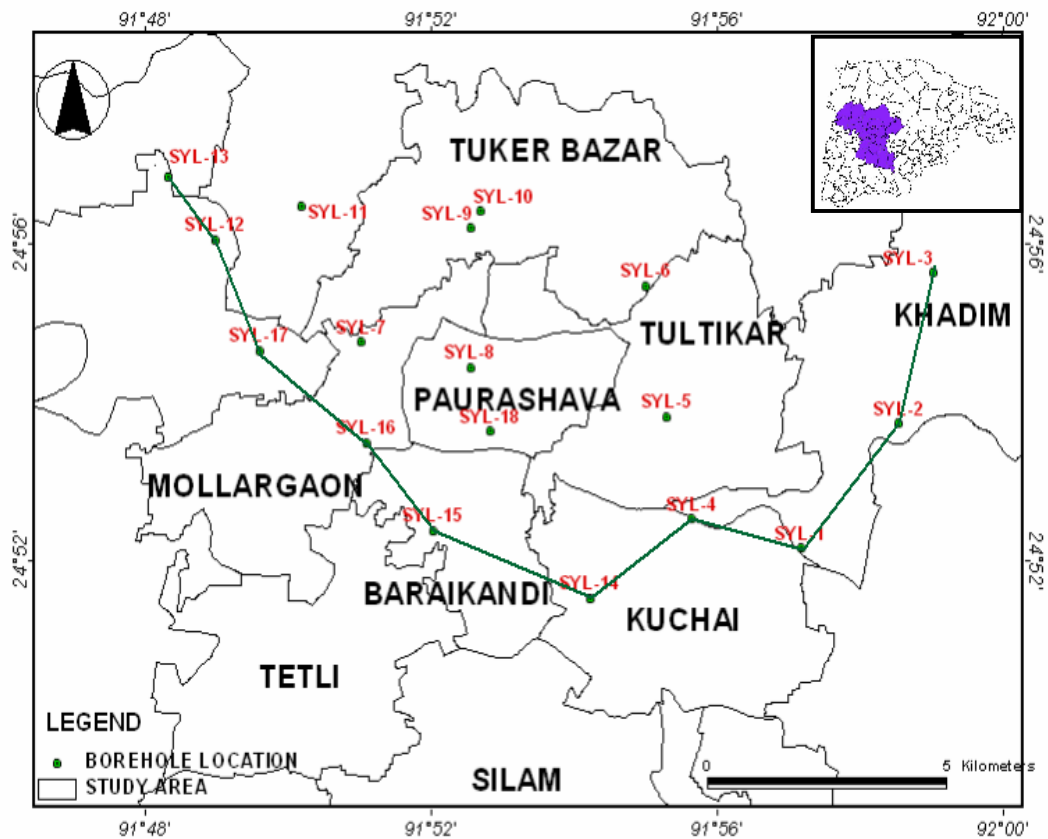 91°48' 91°52' 91°56' 92°00'
TUKER BAZAR
SYL-13
SYL-10
SYL-11
SYL-9
SYL-12
24°56'
24°56'
SYL-3
SYL-6
KHADIM
SYL-7
TULTIKAR
SYL-17
SYL-8
PAURASHAVA
SYL-5
SYL-2
SYL-18
SYL-16
MOLLARGAON
SYL-4
SYL-15
SYL-1
24°52'
24°52'
SYL-14
BARAIKANDI
KUCHAI
TETLI
LEGEND
BOREHOLE LOCATION
STUDY AREA
SILAM
0 5 Kilometers
91°48' 91°52' 91°56' 92°00'